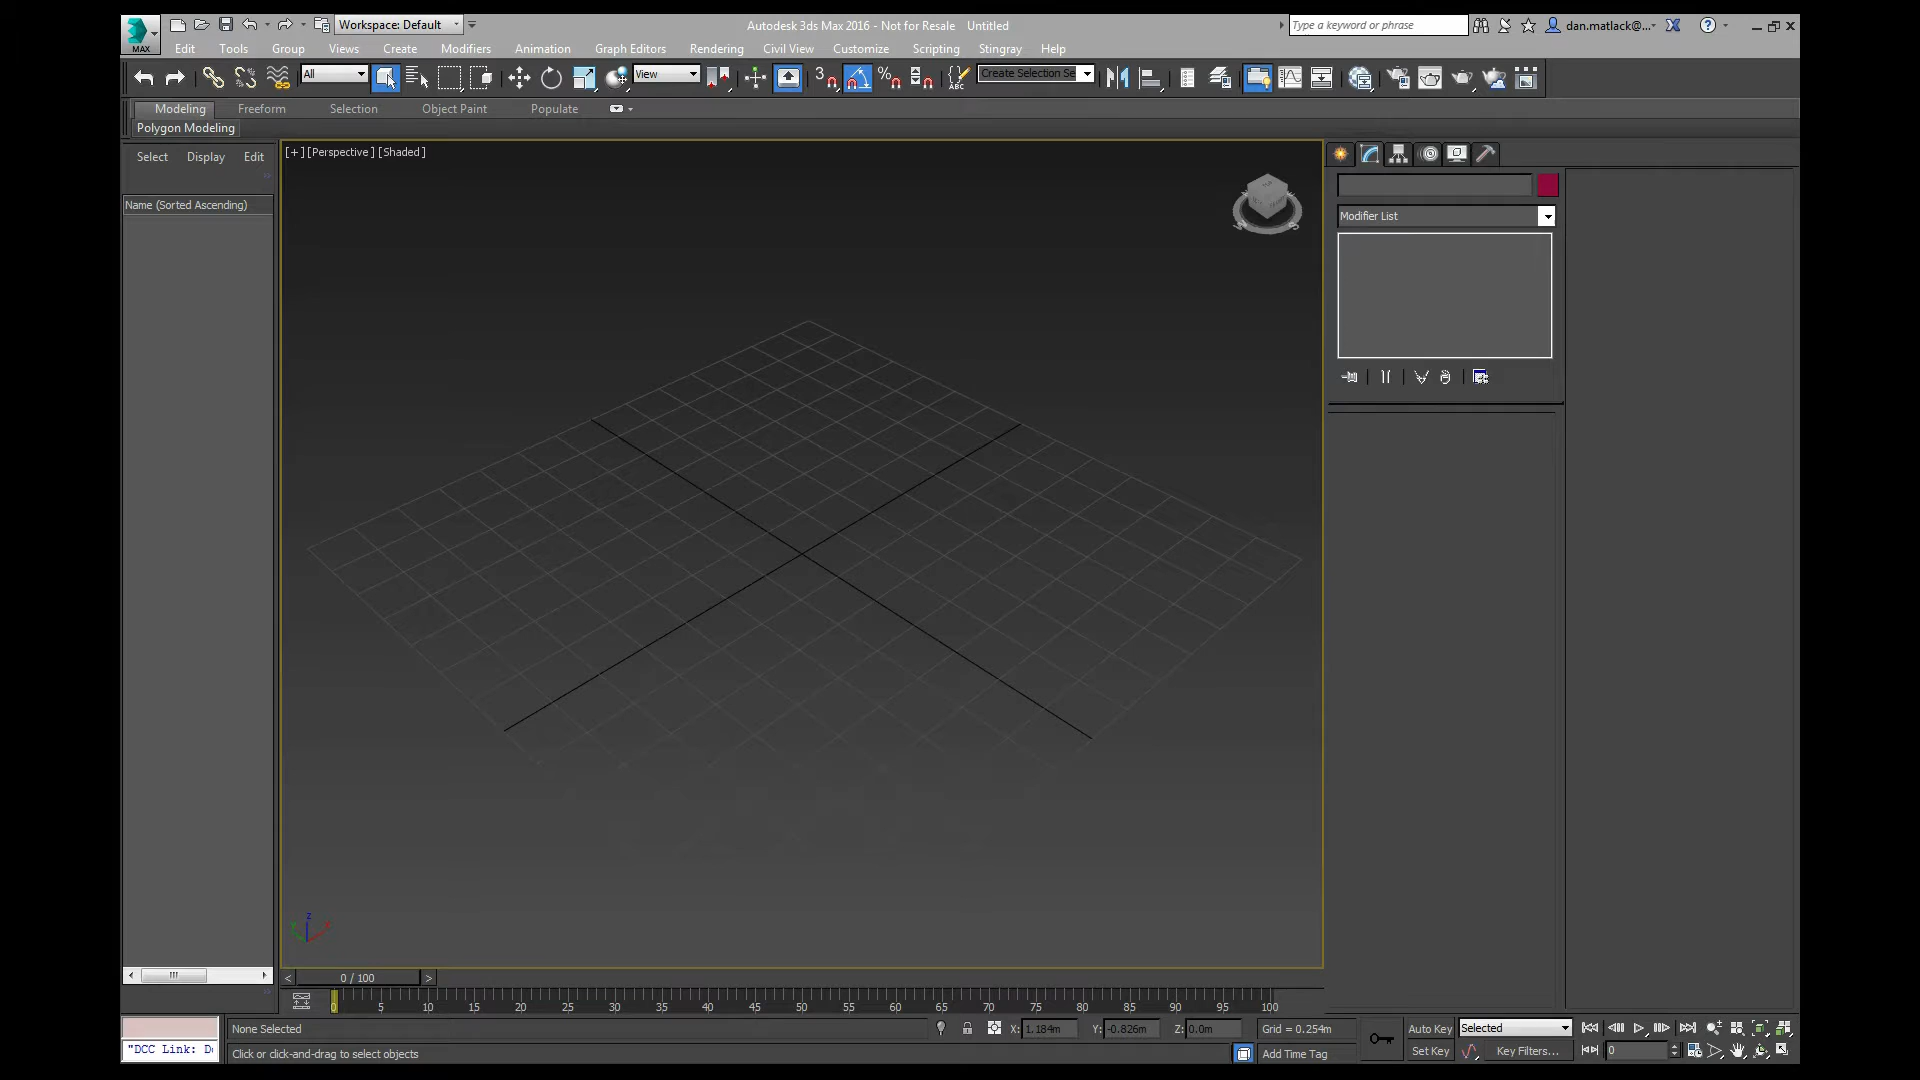 Workspace: Default
Autodesk 3ds Max 2016 - Not for Resale Untitled
Type a keyword or phrase
dan.matlack@...
MAX
Edit Tools Group Views Create Modifiers Animation Graph Editors Rendering Civil View Customize Scripting Stingray Help
All View Create Selection Se
Modeling Freeform Selection Object Paint Populate
Polygon Modeling
Select Display Edit
[+] [Perspective] [Shaded]
Name (Sorted Ascending)
Modifier List
z
0 / 100
0 5 10 15 20 25 30 35 40 45 50 55 60 65 70 75 80 85 90 95 100
None Selected X: 1.184m Y: -0.826m Z: 0.0m Grid = 0.254m Auto Key Selected
"DCC Link: D
Click or click-and-drag to select objects Add Time Tag Set Key Key Filters... 0